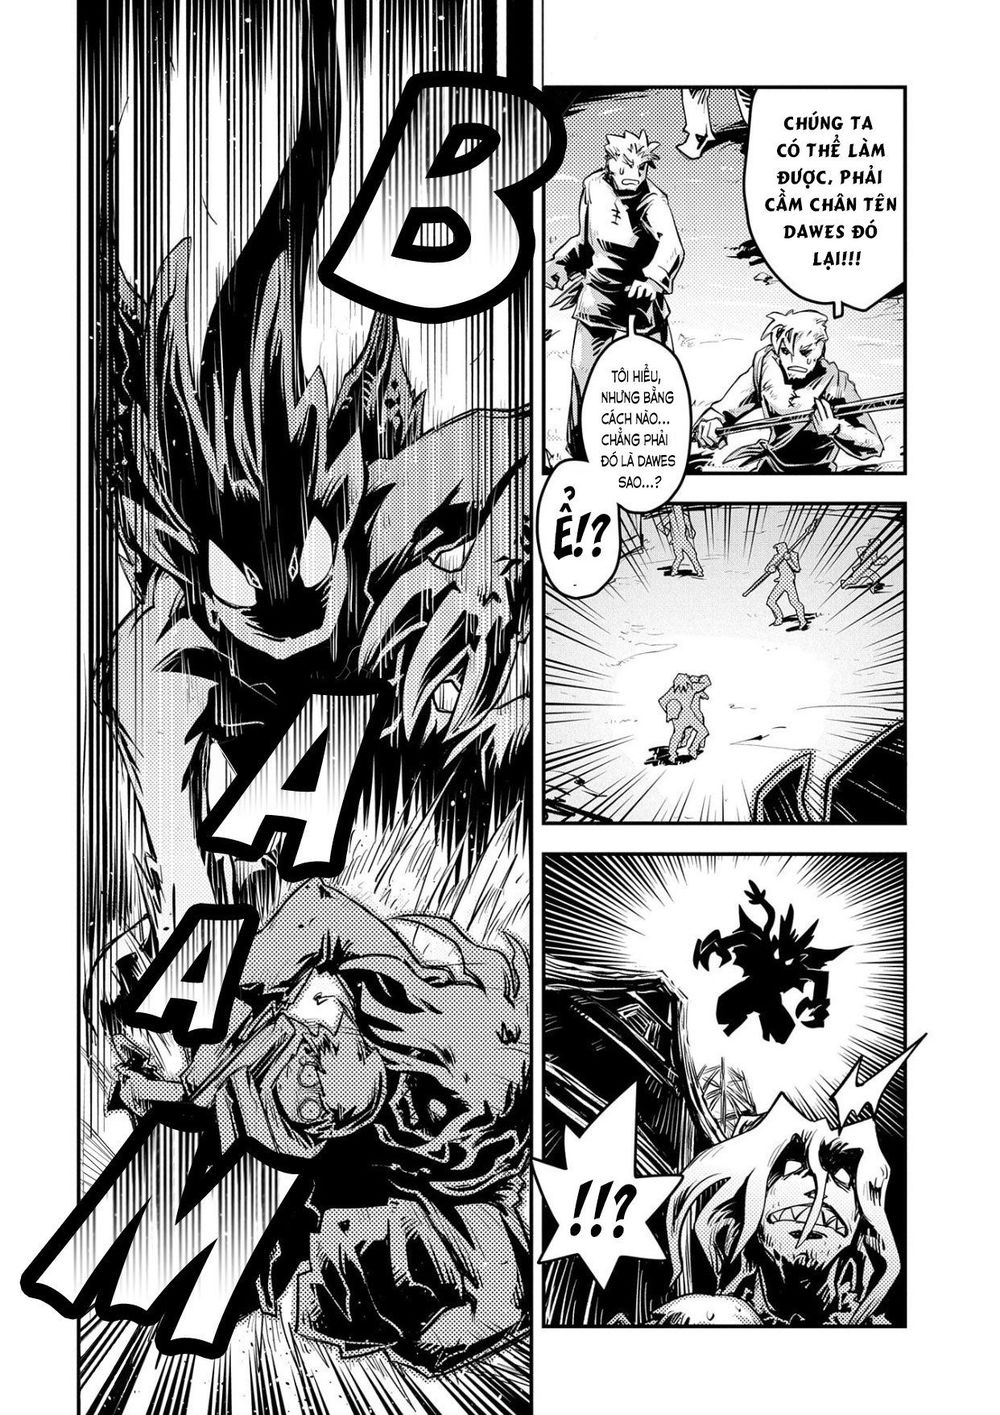 CHÚNG TA
CÓ THỂ LÀM
ĐƯỢC, PHẢI
CẦM CHÂN TÊN
DAWES ĐÓ
LẠI!!!
TÔI HIỂU,
NHƯNG BẰNG
CÁCH NÀO...
CHẲNG PHẢI
ĐÓ LÀ DAWES
SAO...?
Ể!?
!!?
BAAAM